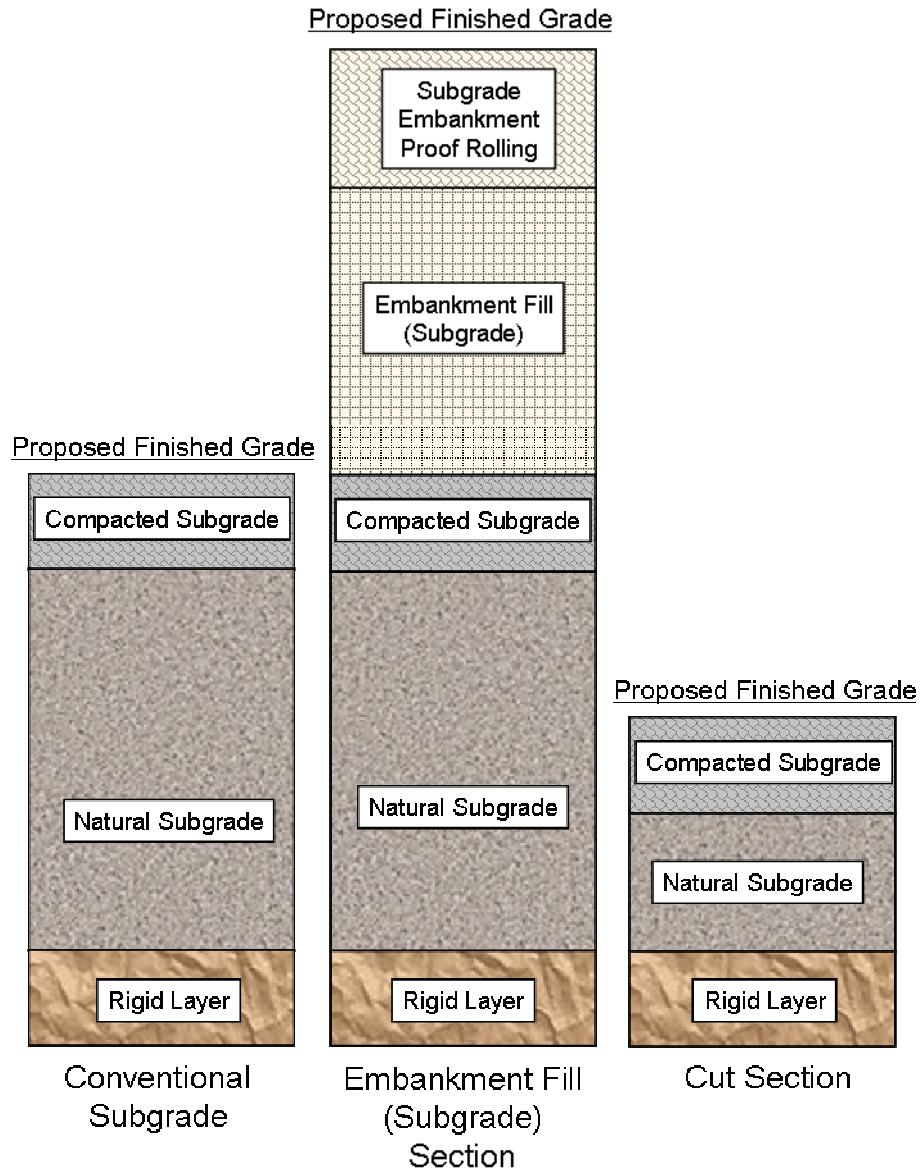 Proposed Finished Grade
Subgrade
Embankment
Proof Rolling
Embankment Fill
(Subgrade)
Proposed Finished Grade
Compacted Subgrade
Compacted Subgrade
Proposed Finished Grade
Compacted Subgrade
Natural Subgrade
Natural Subgrade
Natural Subgrade
Rigid Layer
Rigid Layer
Rigid Layer
Conventional
Subgrade
Embankment Fill
(Subgrade)
Section
Cut Section